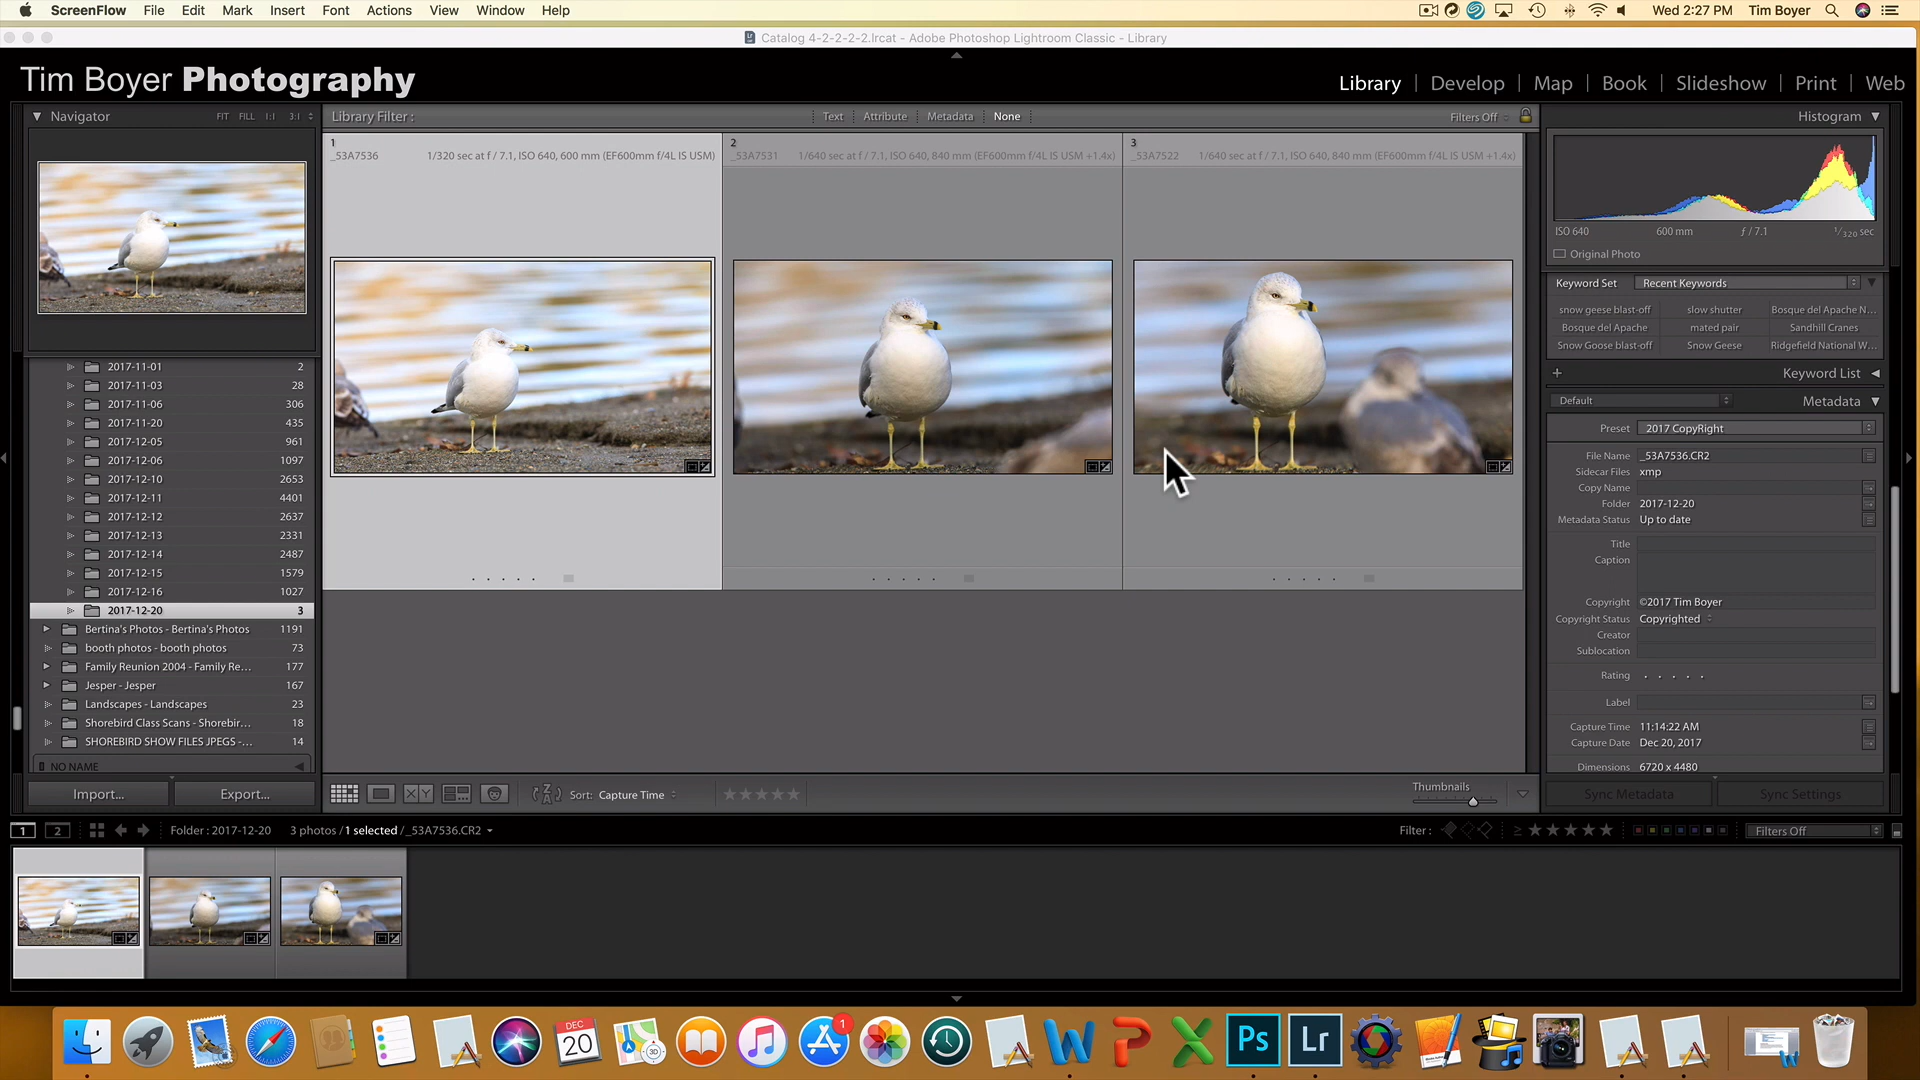 ScreenFlow File Edit Mark Insert Font Actions View Window Help Wed 2:27 PM Tim Boyer
Catalog 4-2-2-2-2.lrcat - Adobe Photoshop Lightroom Classic - Library
Tim Boyer Photography
Library | Develop | Map | Book | Slideshow | Print | Web
Navigator FIT FILL 1:1 3:1
Library Filter : Text Attribute Metadata None Filters Off
Histogram
1
_53A7536 1/320 sec at f / 7.1, ISO 640, 600 mm (EF600mm f/4L IS USM)
2
_53A7531 1/640 sec at f / 7.1, ISO 640, 840 mm (EF600mm f/4L IS USM +1.4x)
3
_53A7522 1/640 sec at f / 7.1, ISO 640, 840 mm (EF600mm f/4L IS USM +1.4x)
ISO 640 600 mm ƒ / 7.1 1/320 sec
Original Photo
Keyword Set Recent Keywords
snow geese blast-off slow shutter Bosque del Apache N...
Bosque del Apache mated pair Sandhill Cranes
Snow Goose blast-off Snow Geese Ridgefield National W...
+ Keyword List
Default Metadata
Preset 2017 CopyRight
File Name _53A7536.CR2
Sidecar Files xmp
Copy Name
Folder 2017-12-20
Metadata Status Up to date
Title
Caption
Copyright ©2017 Tim Boyer
Copyright Status Copyrighted
Creator
Sublocation
Rating
Label
Capture Time 11:14:22 AM
Capture Date Dec 20, 2017
Dimensions 6720 x 4480
Sync Metadata Sync Settings
2017-11-01 2
2017-11-03 28
2017-11-06 306
2017-11-20 435
2017-12-05 961
2017-12-06 1097
2017-12-10 2653
2017-12-11 4401
2017-12-12 2637
2017-12-13 2331
2017-12-14 2487
2017-12-15 1579
2017-12-16 1027
2017-12-20 3
Bertina's Photos - Bertina's Photos 1191
booth photos - booth photos 73
Family Reunion 2004 - Family Re... 177
Jesper - Jesper 167
Landscapes - Landscapes 23
Shorebird Class Scans - Shorebir... 18
SHOREBIRD SHOW FILES JPEGS -... 14
NO NAME
Import... Export...
XY Sort: Capture Time Thumbnails
1 2 Folder : 2017-12-20 3 photos / 1 selected / _53A7536.CR2 Filter : ≥ Filters Off
DEC
20
3D
1
W P X Ps Lr
W